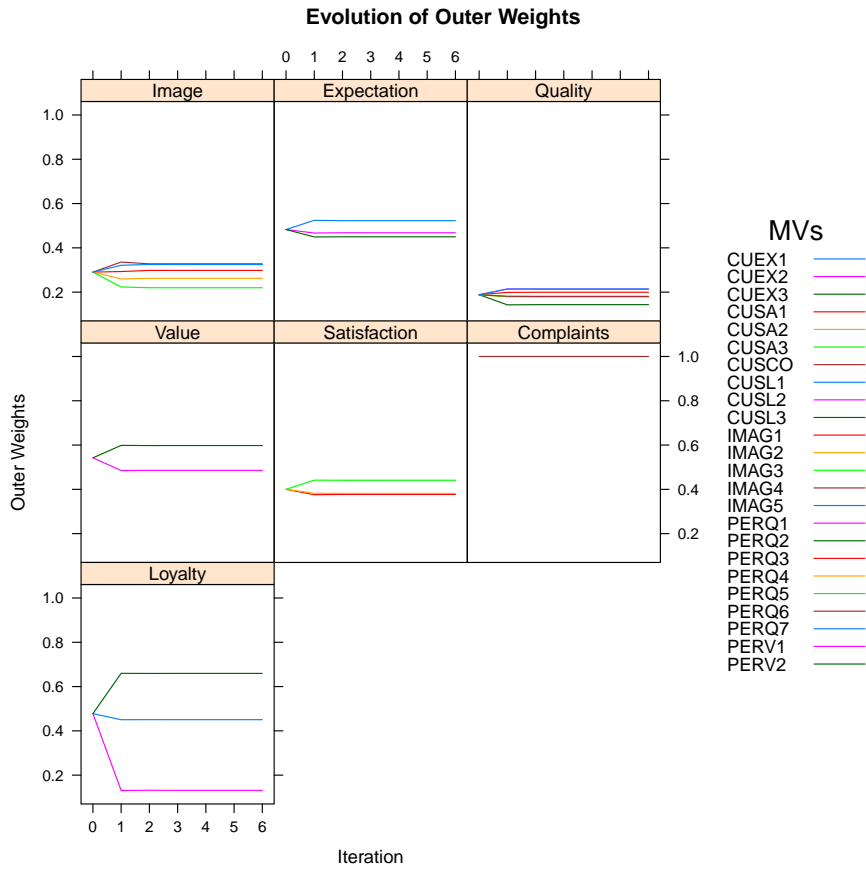 Evolution of Outer Weights
0 1 2 3 4 5 6
Image Expectation Quality
1.0
0.8
0.6
0.4
0.2
Value Satisfaction Complaints
1.0
0.8
0.6
0.4
0.2
Loyalty
1.0
0.8
0.6
0.4
0.2
0 1 2 3 4 5 6
Outer Weights
Iteration
MVs
CUEX1
CUEX2
CUEX3
CUSA1
CUSA2
CUSA3
CUSCO
CUSL1
CUSL2
CUSL3
IMAG1
IMAG2
IMAG3
IMAG4
IMAG5
PERQ1
PERQ2
PERQ3
PERQ4
PERQ5
PERQ6
PERQ7
PERV1
PERV2